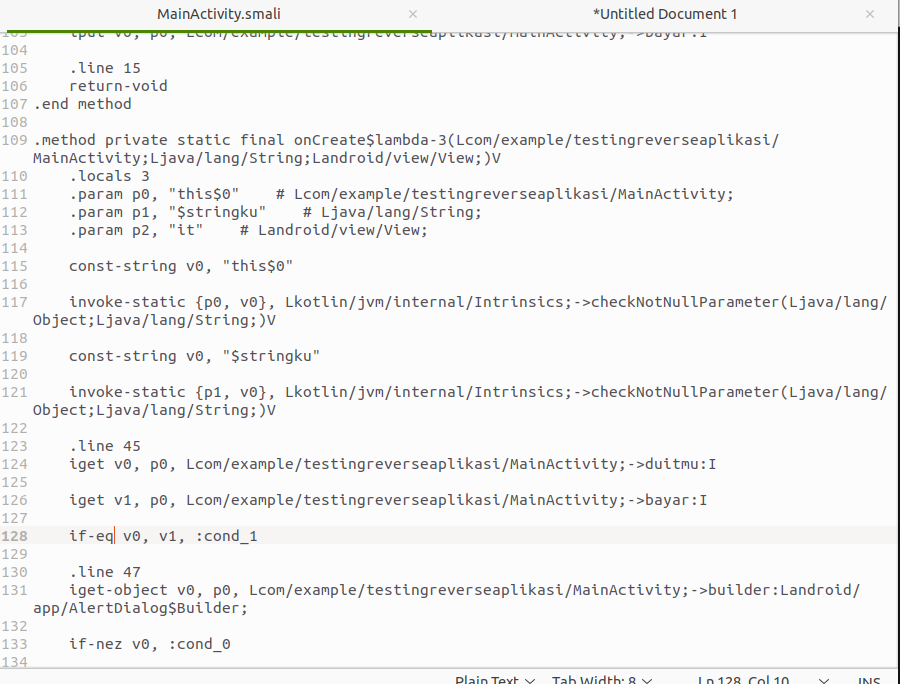 MainActivity.smali
*Untitled Document 1
103 iput v0, p0, Lcom/example/testingreverseaplikasi/MainActivity;->bayar:I
104
105 .line 15
106 return-void
107 .end method
108
109 .method private static final onCreate$lambda-3(Lcom/example/testingreverseaplikasi/
MainActivity;Ljava/lang/String;Landroid/view/View;)V
110 .locals 3
111 .param p0, "this$0" # Lcom/example/testingreverseaplikasi/MainActivity;
112 .param p1, "$stringku" # Ljava/lang/String;
113 .param p2, "it" # Landroid/view/View;
114
115 const-string v0, "this$0"
116
117 invoke-static {p0, v0}, Lkotlin/jvm/internal/Intrinsics;->checkNotNullParameter(Ljava/lang/
Object;Ljava/lang/String;)V
118
119 const-string v0, "$stringku"
120
121 invoke-static {p1, v0}, Lkotlin/jvm/internal/Intrinsics;->checkNotNullParameter(Ljava/lang/
Object;Ljava/lang/String;)V
122
123 .line 45
124 iget v0, p0, Lcom/example/testingreverseaplikasi/MainActivity;->duitmu:I
125
126 iget v1, p0, Lcom/example/testingreverseaplikasi/MainActivity;->bayar:I
127
128 if-eq v0, v1, :cond_1
129
130 .line 47
131 iget-object v0, p0, Lcom/example/testingreverseaplikasi/MainActivity;->builder:Landroid/
app/AlertDialog$Builder;
132
133 if-nez v0, :cond_0
134
Plain Text Tab Width: 8 Ln 128, Col 10 INS